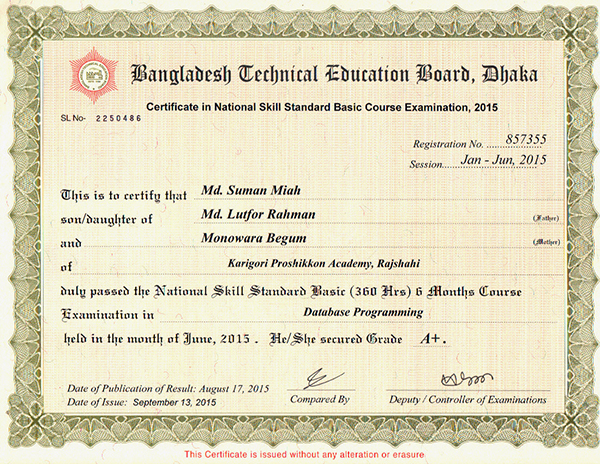 Bangladesh Technical Education Board, Dhaka
Certificate in National Skill Standard Basic Course Examination, 2015
SL No- 2250486
Registration No. 857355
Session Jan - Jun, 2015
This is to certify that Md. Suman Miah
son/daughter of Md. Lutfor Rahman (Father)
and Monowara Begum (Mother)
of Karigori Proshikkon Academy, Rajshahi
duly passed the National Skill Standard Basic (360 Hrs) 6 Months Course
Examination in Database Programming
held in the month of June, 2015 . He/She secured Grade A+.
Date of Publication of Result: August 17, 2015
Date of Issue: September 13, 2015
Compared By
Deputy / Controller of Examinations
This Certificate is issued without any alteration or erasure